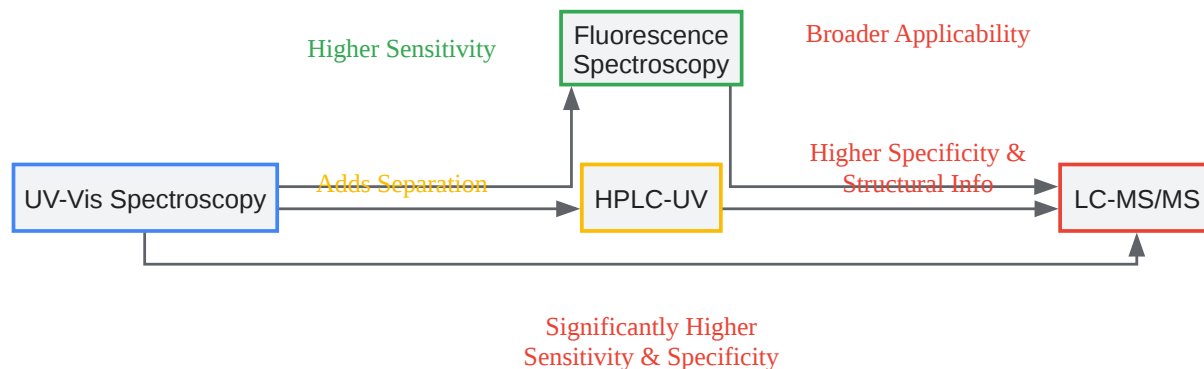 Higher Sensitivity
Fluorescence
Spectroscopy
Broader Applicability
UV-Vis Spectroscopy
Adds Separation
HPLC-UV
Higher Specificity &
Structural Info
LC-MS/MS
Significantly Higher
Sensitivity & Specificity